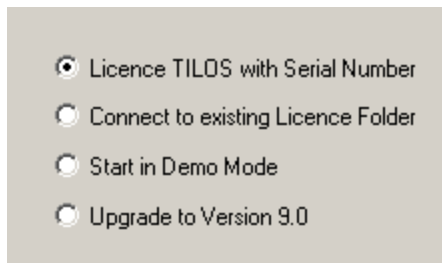 Licence TILOS with Serial Number
Connect to existing Licence Folder
Start in Demo Mode
Upgrade to Version 9.0